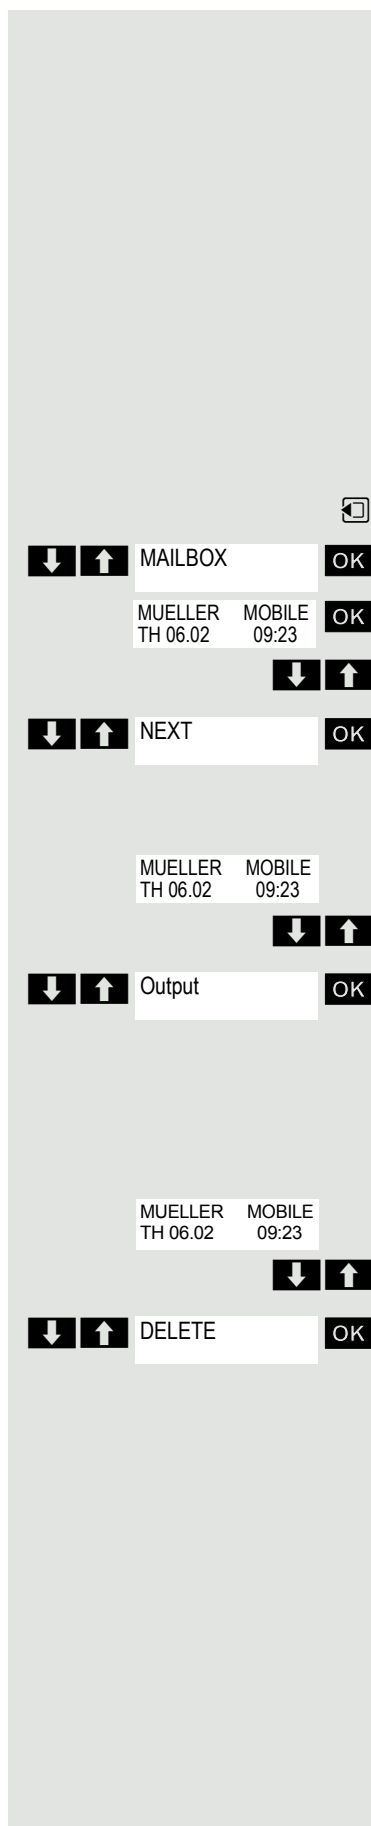 MAILBOX OK
MUELLER MOBILE OK
TH 06.02 09:23
NEXT OK
MUELLER MOBILE
TH 06.02 09:23
Output OK
MUELLER MOBILE
TH 06.02 09:23
DELETE OK